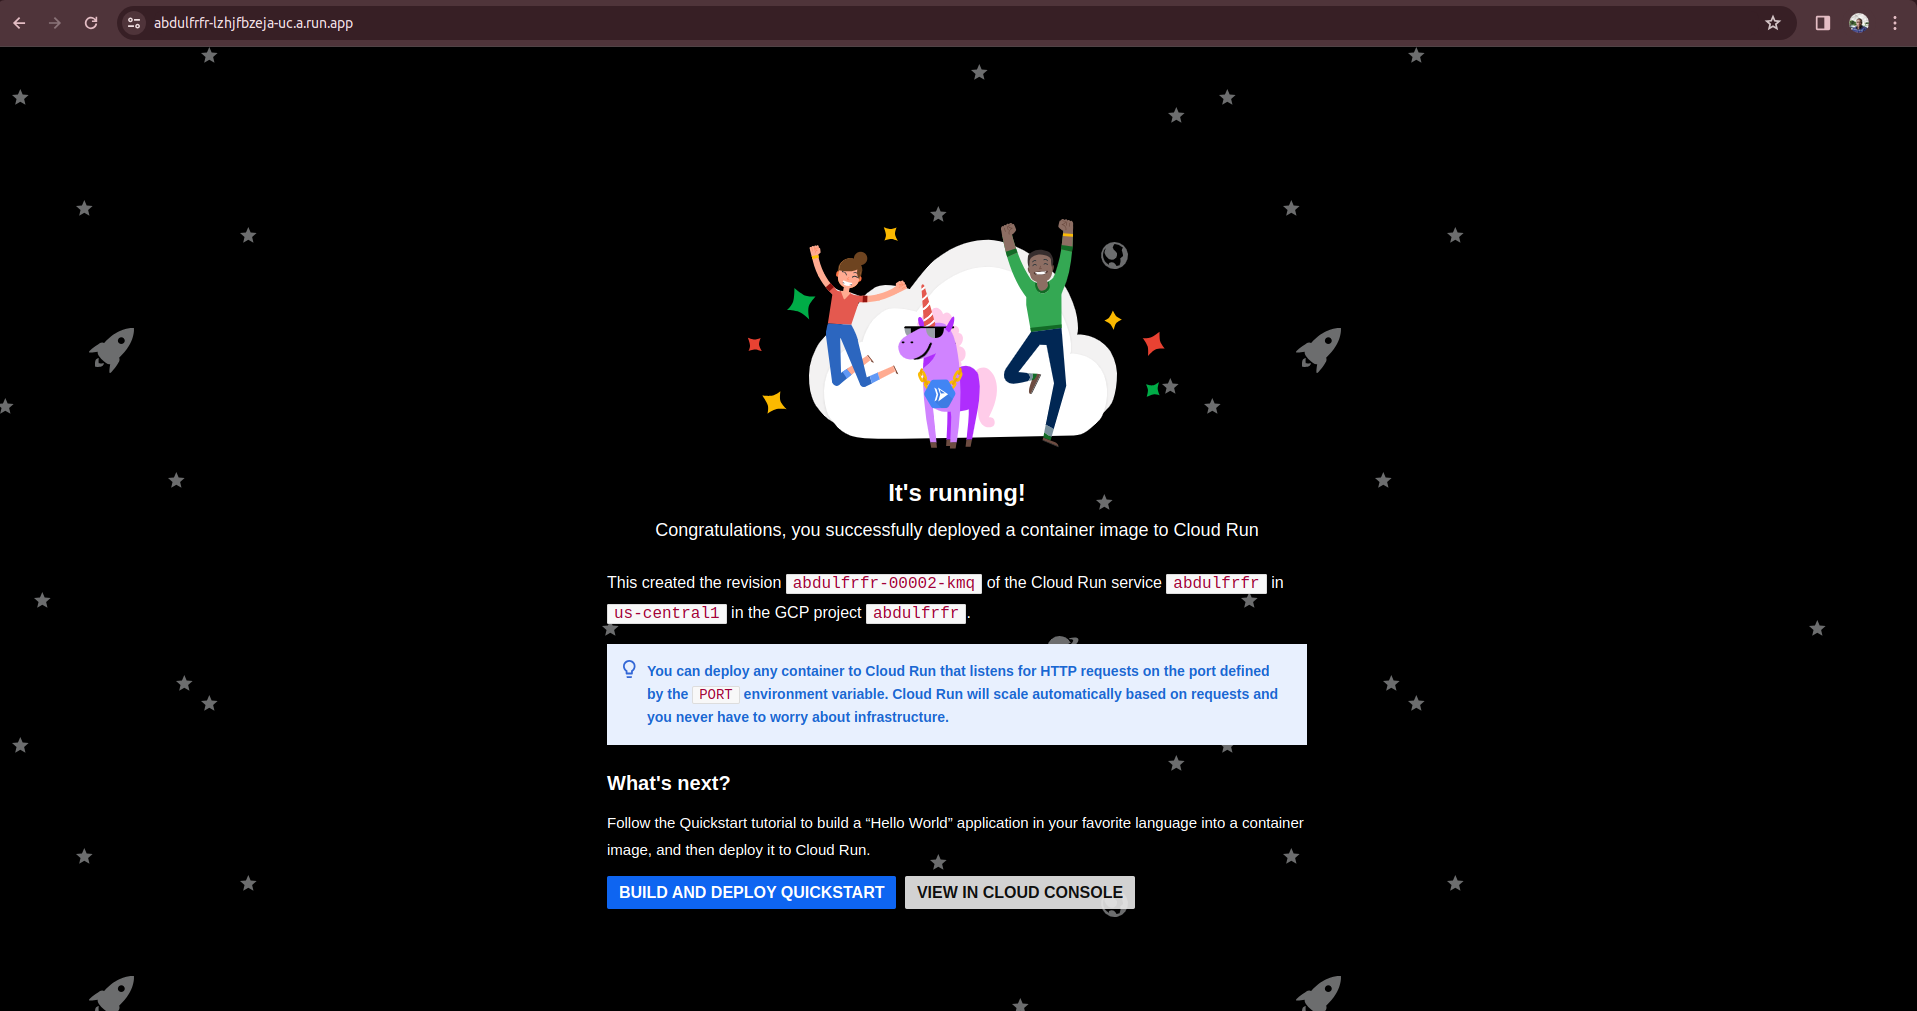 abdulfrfr-lzhjfbzeja-uc.a.run.app
It's running!
Congratulations, you successfully deployed a container image to Cloud Run
This created the revision abdulfrfr-00002-kmq of the Cloud Run service abdulfrfr in
us-central1 in the GCP project abdulfrfr.
You can deploy any container to Cloud Run that listens for HTTP requests on the port defined
by the PORT environment variable. Cloud Run will scale automatically based on requests and
you never have to worry about infrastructure.
What's next?
Follow the Quickstart tutorial to build a “Hello World” application in your favorite language into a container
image, and then deploy it to Cloud Run.
BUILD AND DEPLOY QUICKSTART VIEW IN CLOUD CONSOLE